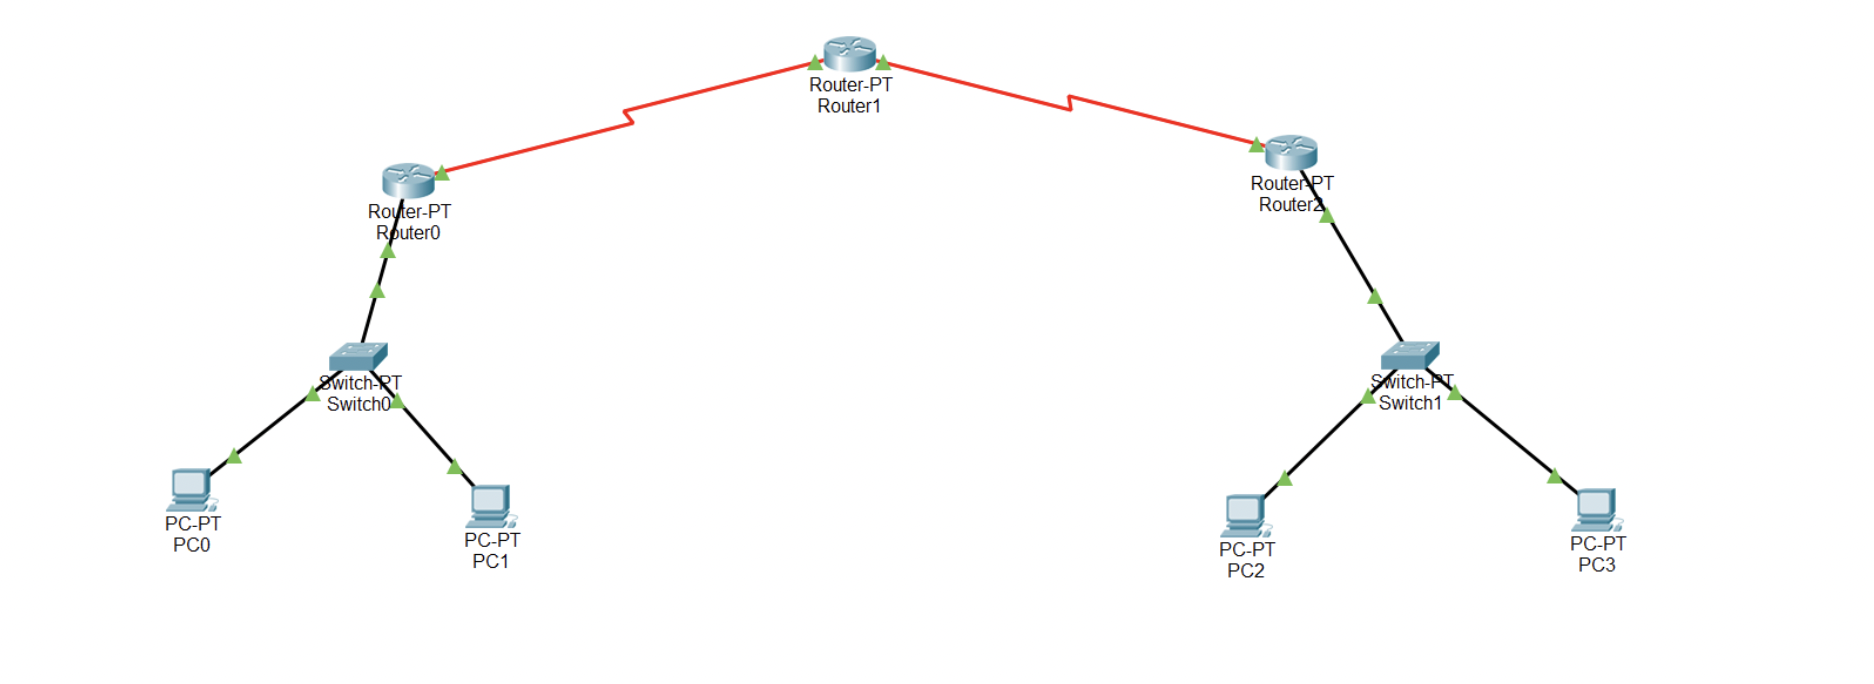 Router-PT
Router1
Router-PT
Router0
Router-PT
Router2
Switch-PT
Switch0
Switch-PT
Switch1
PC-PT
PC0
PC-PT
PC1
PC-PT
PC2
PC-PT
PC3